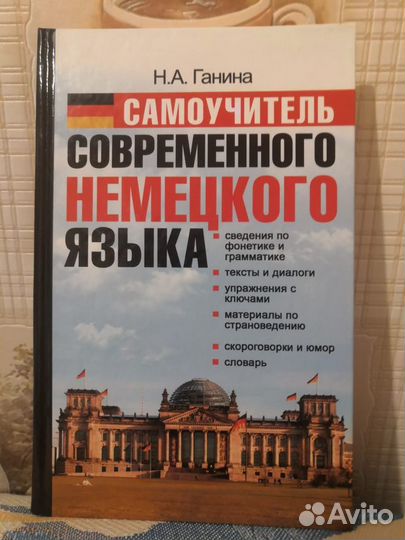 Н.А. Ганина
САМОУЧИТЕЛЬ
СОВРЕМЕННОГО
НЕМЕЦКОГО
ЯЗЫКА
сведения по
фонетике и
грамматике
тексты и диалоги
упражнения с
ключами
материалы по
страноведению
скороговорки и юмор
словарь
Avito